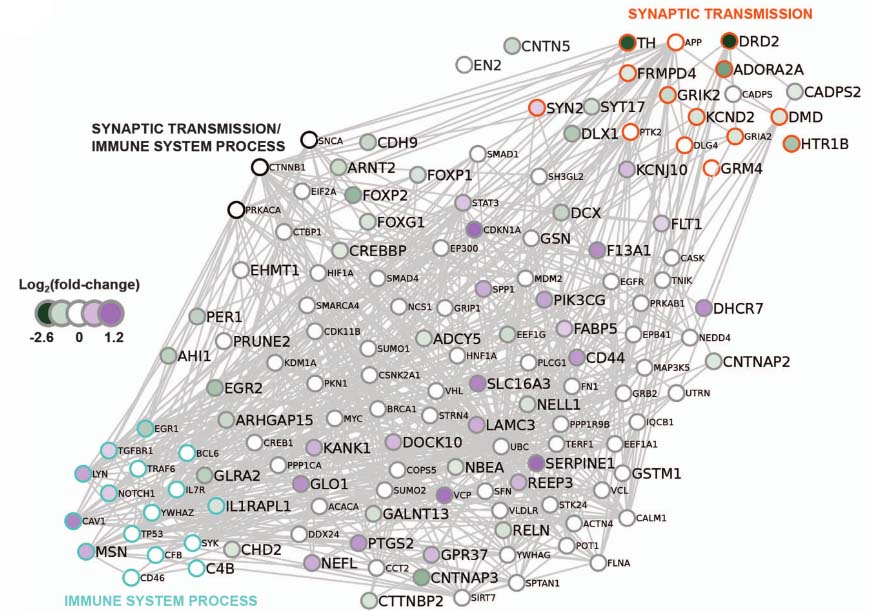 SYNAPTIC TRANSMISSION
TH
APP
DRD2
CNTN5
EN2
FRMPD4
ADORA2A
GRIK2
CADPS
CADPS2
SYN2
SYT17
KCND2
DMD
SYNAPTIC TRANSMISSION/
IMMUNE SYSTEM PROCESS
SNCA
CDH9
DLX1
PTK2
DLG4
GRIA2
HTR1B
CTNNB1
ARNT2
FOXP1
SMAD1
SH3GL2
KCNJ10
GRM4
EIF2A
FOXP2
STAT3
PRKACA
FOXG1
DCX
FLT1
CTBP1
CDKN1A
GSN
CREBBP
EP300
F13A1
CASK
EHMT1
HIF1A
SMAD4
MDM2
EGFR
TNIK
Log2(fold-change)
-2.6 0 1.2
SPP1
PIK3CG
PRKAB1
DHCR7
SMARCA4
NCS1
GRIP1
PER1
CDK11B
ADCY5
EEF1G
FABP5
EPB41
NEDD4
PRUNE2
SUMO1
HNF1A
AHI1
KDM1A
PLCG1
CD44
MAP3K5
CNTNAP2
EGR2
PKN1
CSNK2A1
VHL
SLC16A3
FN1
GRB2
UTRN
NELL1
ARHGAP15
MYC
BRCA1
STRN4
LAMC3
PPP1R9B
IQCB1
EGR1
CREB1
KANK1
DOCK10
UBC
TERF1
EEF1A1
TGFBR1
BCL6
LYN
TRAF6
GLRA2
PPP1CA
COPS5
NBEA
SERPINE1
GSTM1
NOTCH1
IL7R
GLO1
SUMO2
VCP
SFN
REEP3
VCL
CAV1
YWHAZ
IL1RAPL1
ACACA
GALNT13
VLDLR
STK24
CALM1
TP53
DDX24
RELN
ACTN4
MSN
CFB
SYK
CHD2
PTGS2
GPR37
YWHAG
POT1
CD46
C4B
NEFL
CCT2
CNTNAP3
SPTAN1
FLNA
IMMUNE SYSTEM PROCESS
CTTNBP2
SIRT7